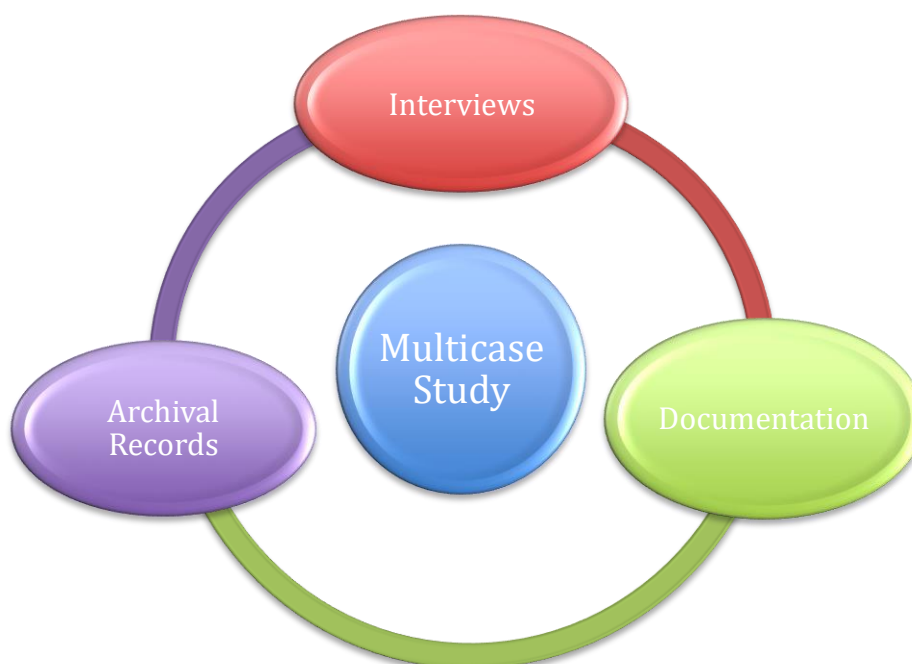 Interviews
Multicase
Study
Archival
Records
Documentation